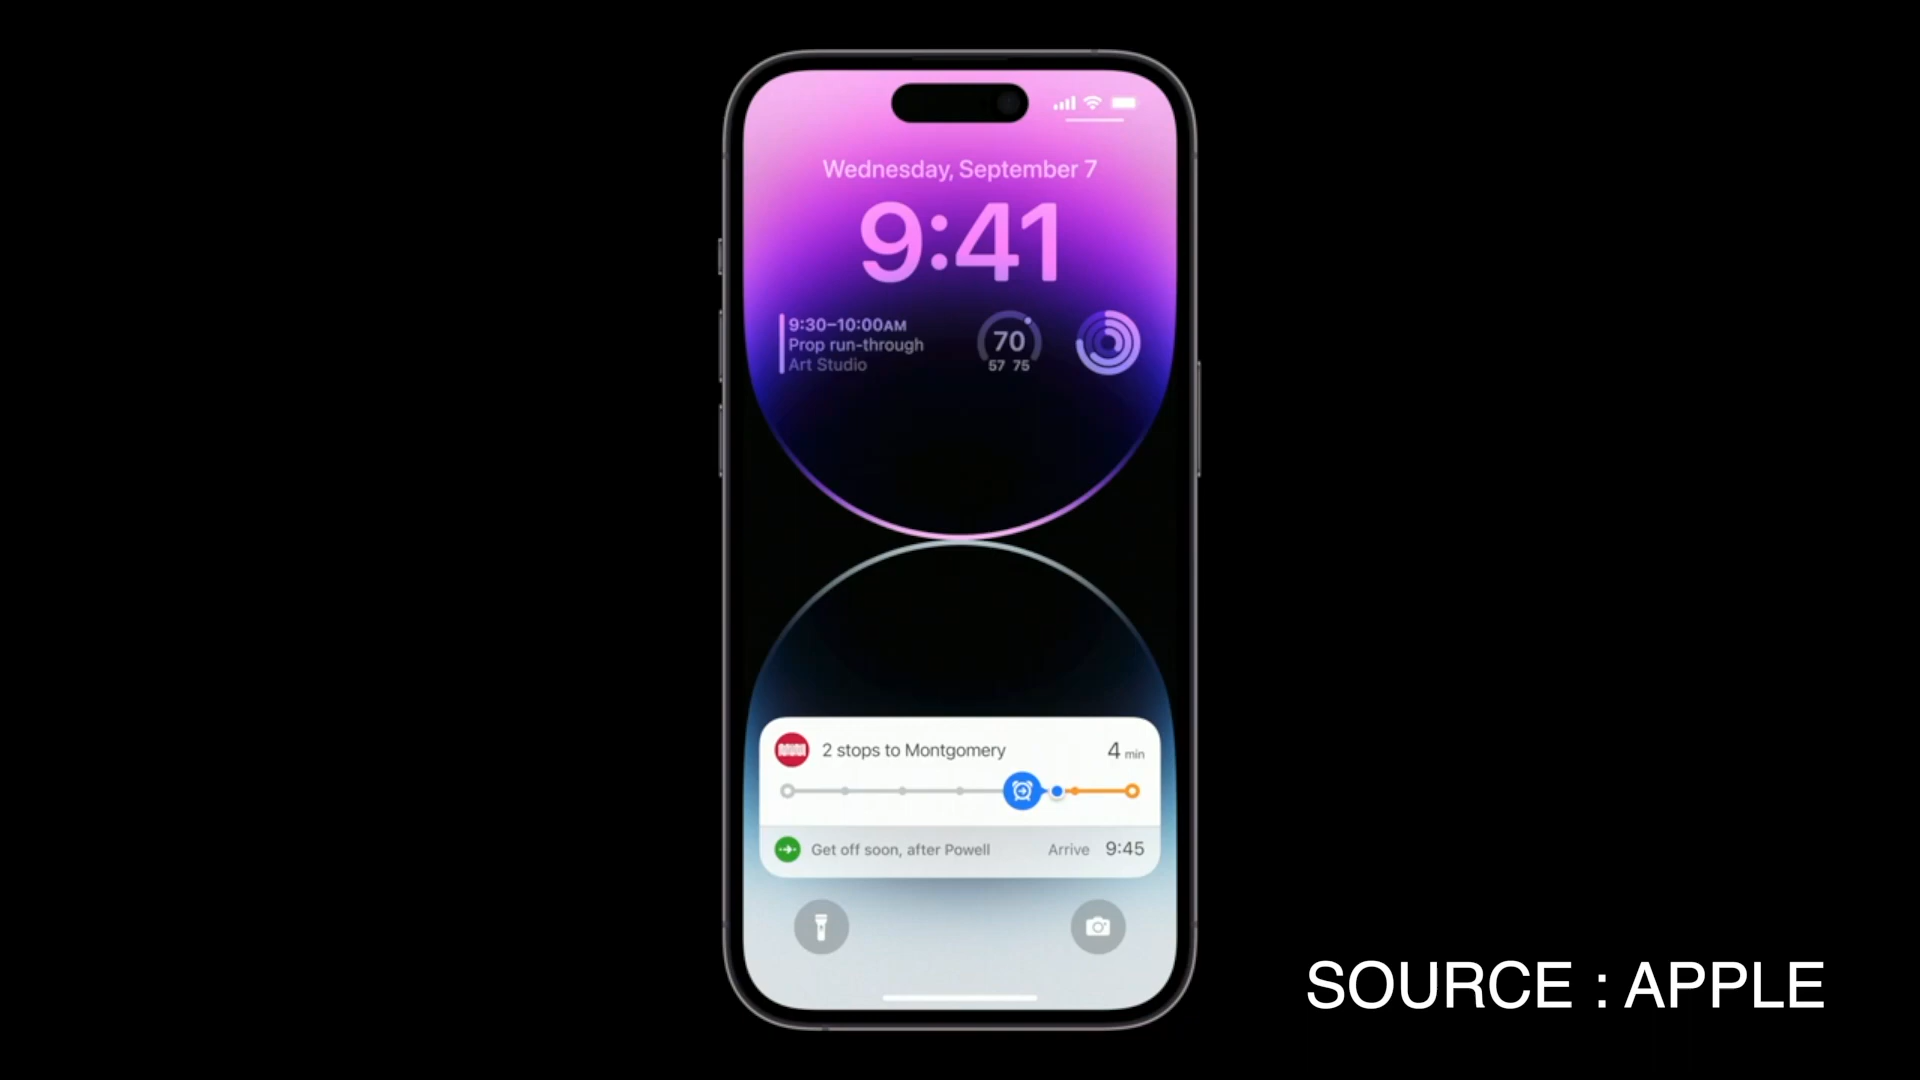 Wednesday, September 7
9:41
9:30–10:00AM
Prop run-through
Art Studio
70
57 75
2 stops to Montgomery
4 min
Get off soon, after Powell
Arrive 9:45
SOURCE : APPLE